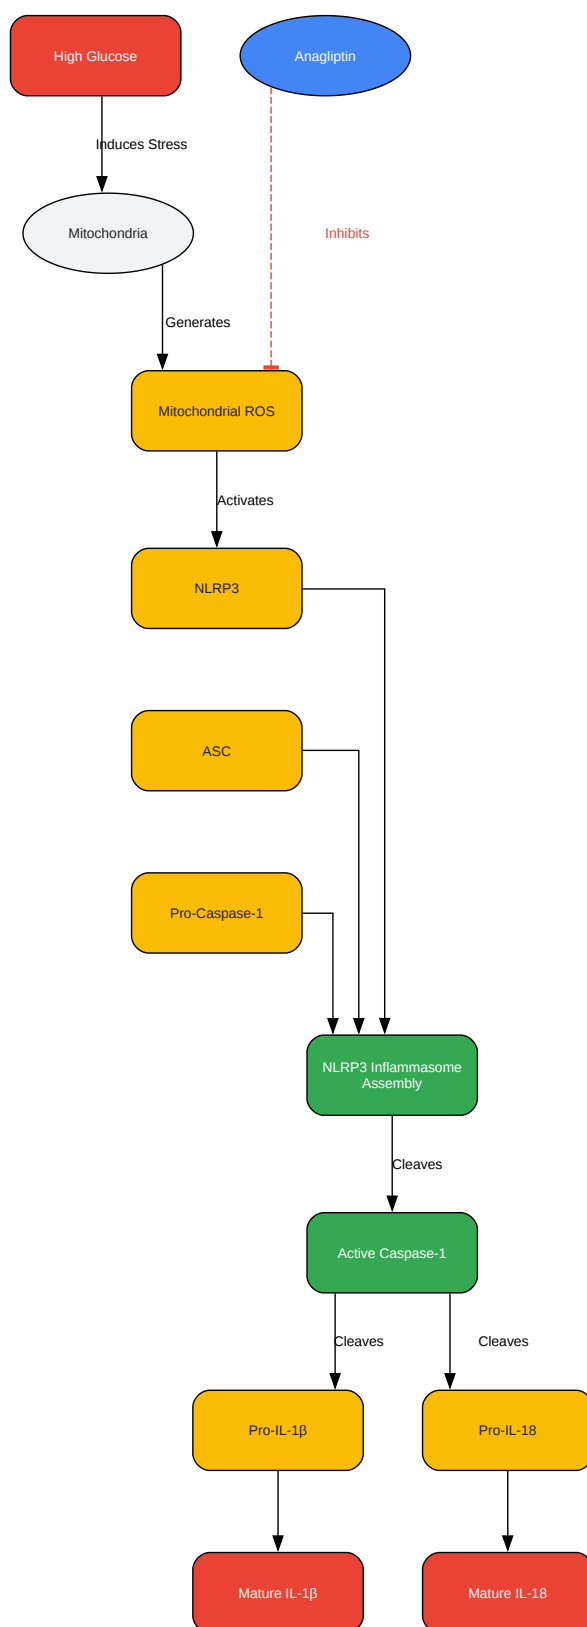 High Glucose
Anagliptin
Induces Stress
Mitochondria
Inhibits
Generates
Mitochondrial ROS
Activates
NLRP3
ASC
Pro-Caspase-1
NLRP3 Inflammasome
Assembly
Cleaves
Active Caspase-1
Cleaves
Cleaves
Pro-IL-1β
Pro-IL-18
Mature IL-1β
Mature IL-18